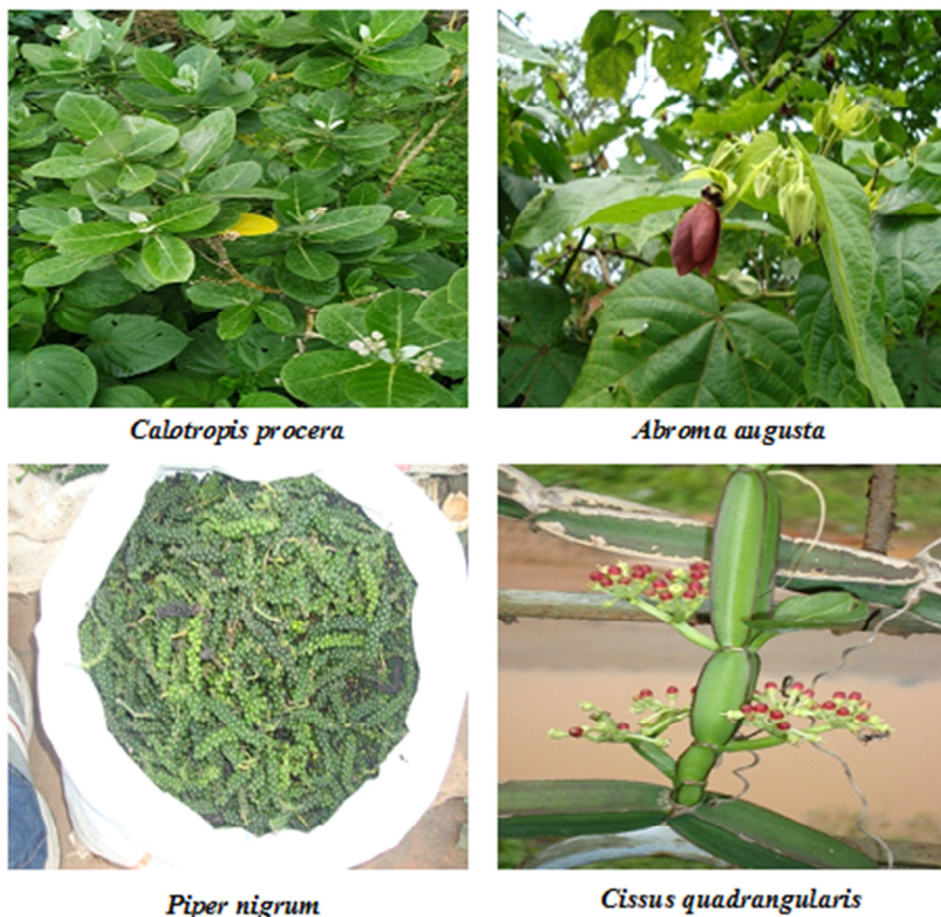 Calotropis procera
Abroma augusta
Piper nigrum
Cissus quadrangularis